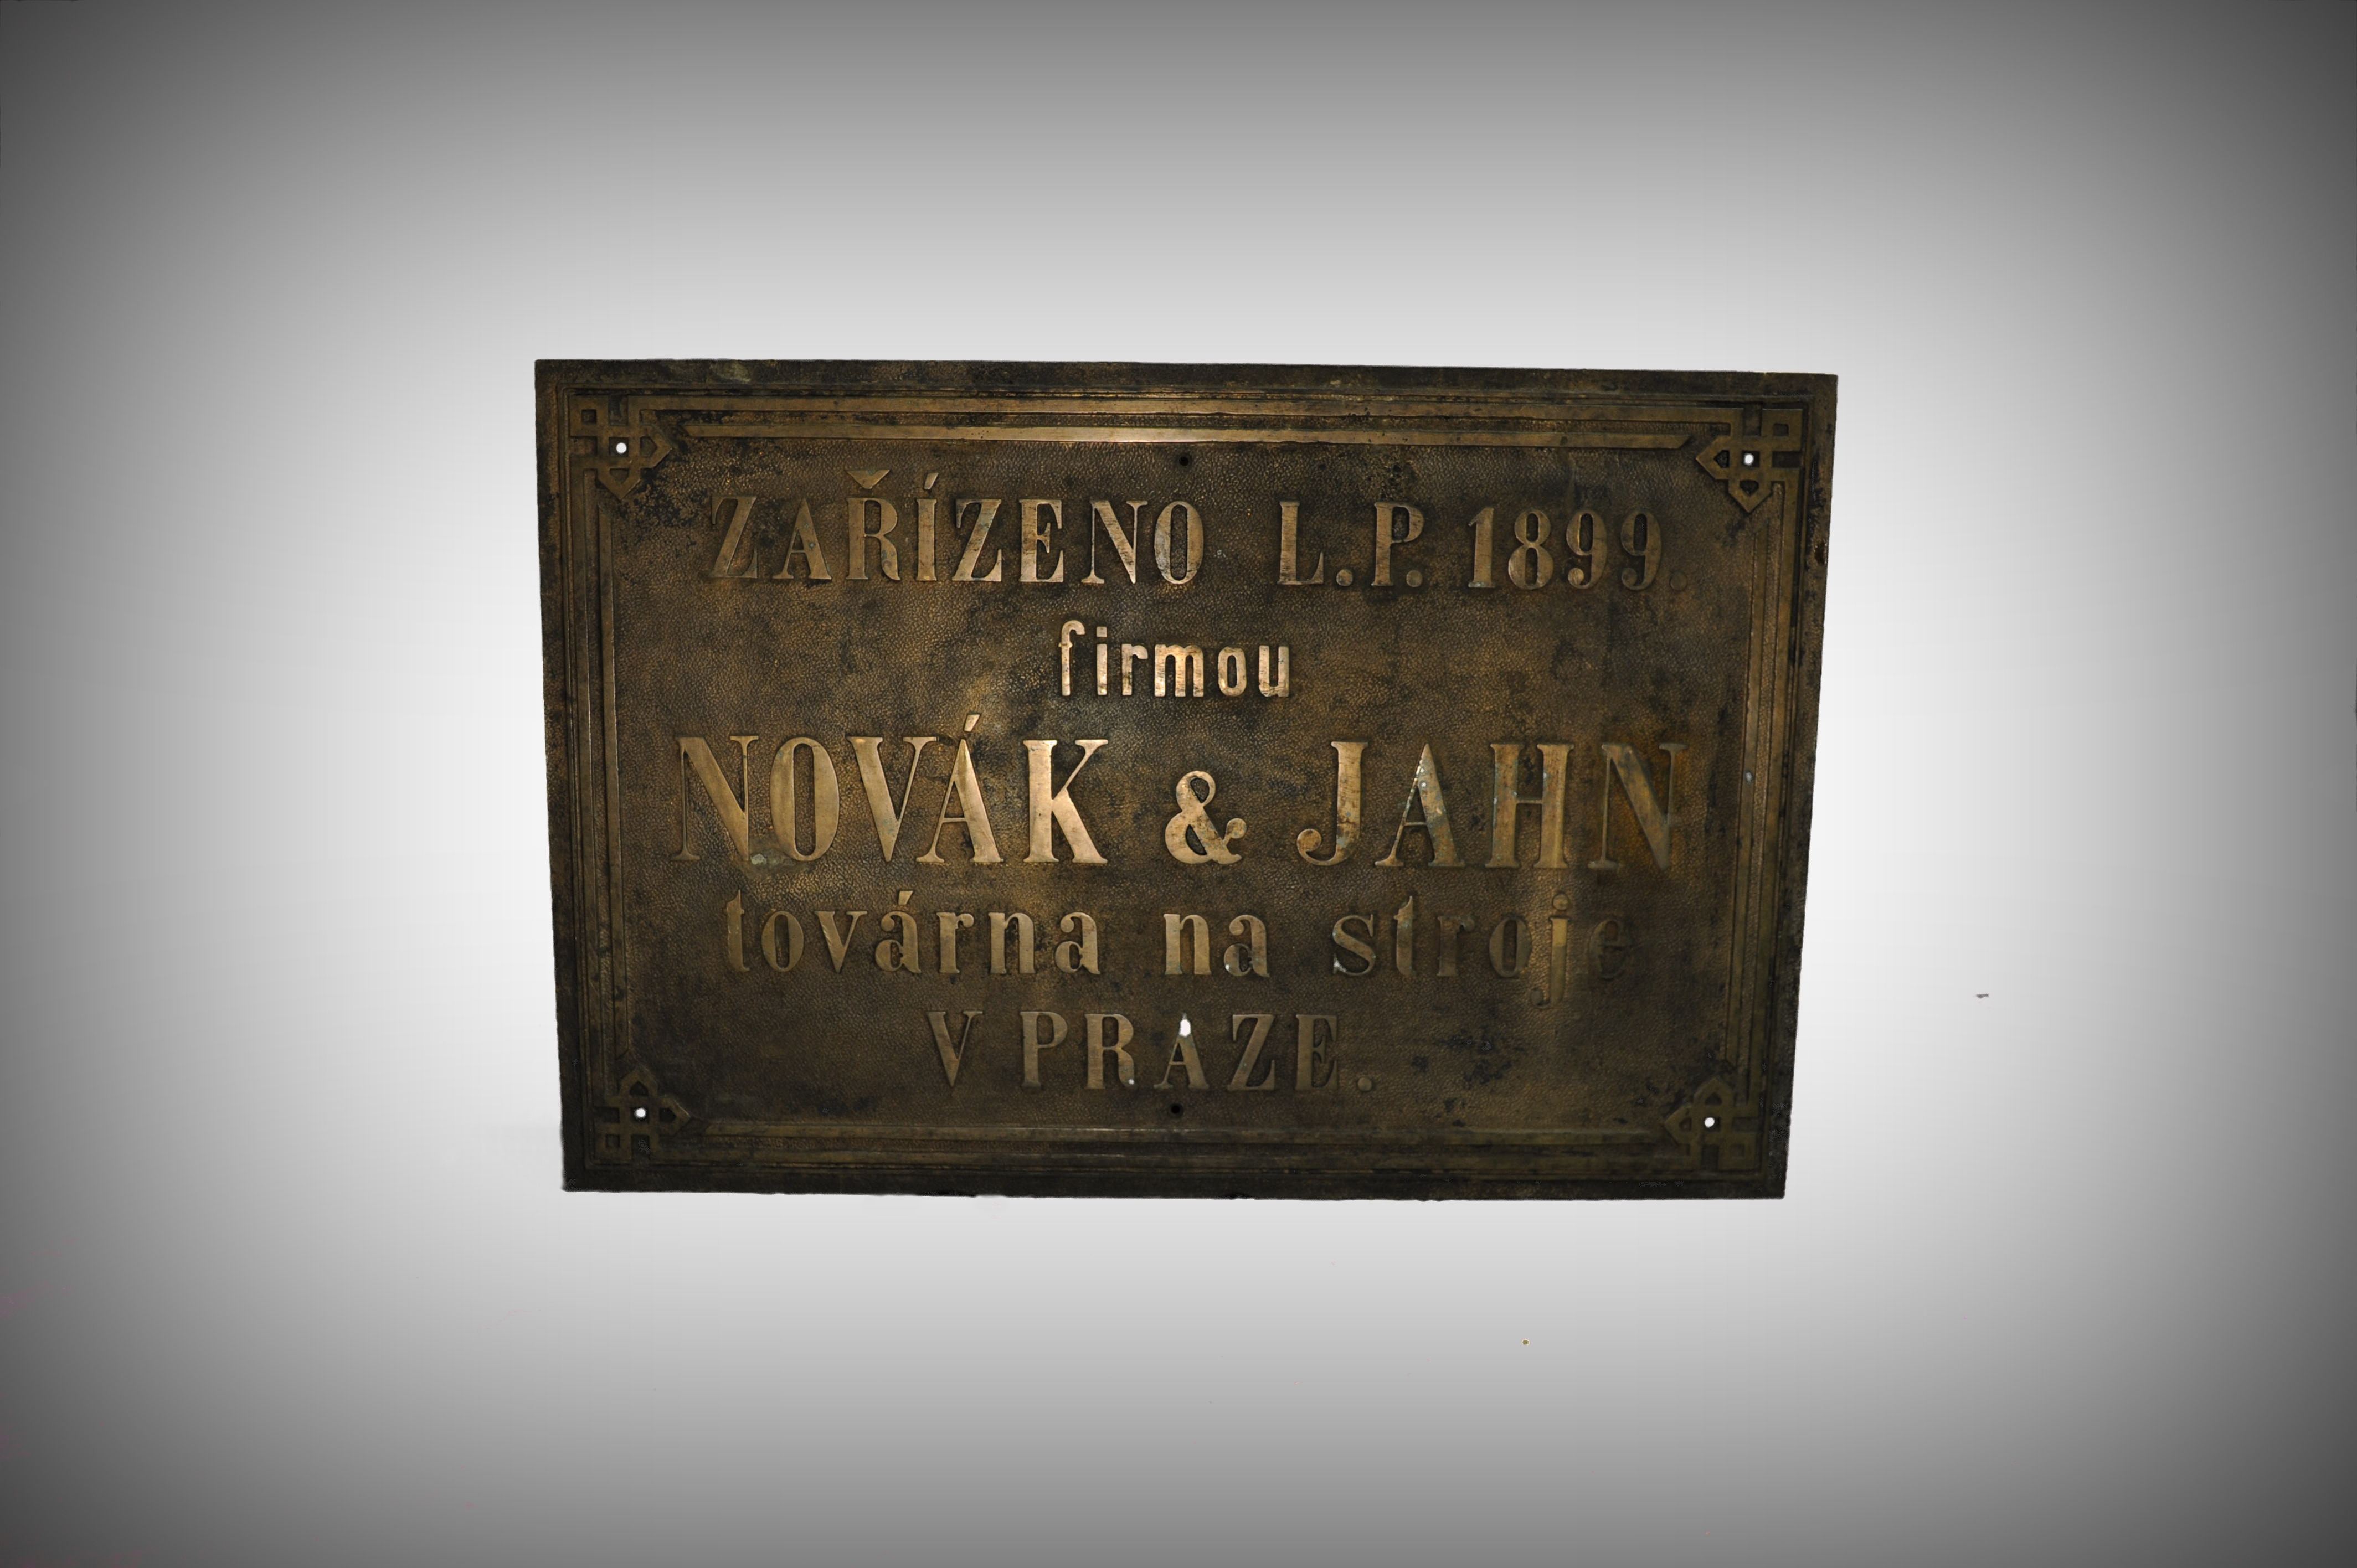 ZAŘÍZENO L.P. 1899.
firmou
NOVÁK & JAHN
továrna na stroje
V PRAZE.